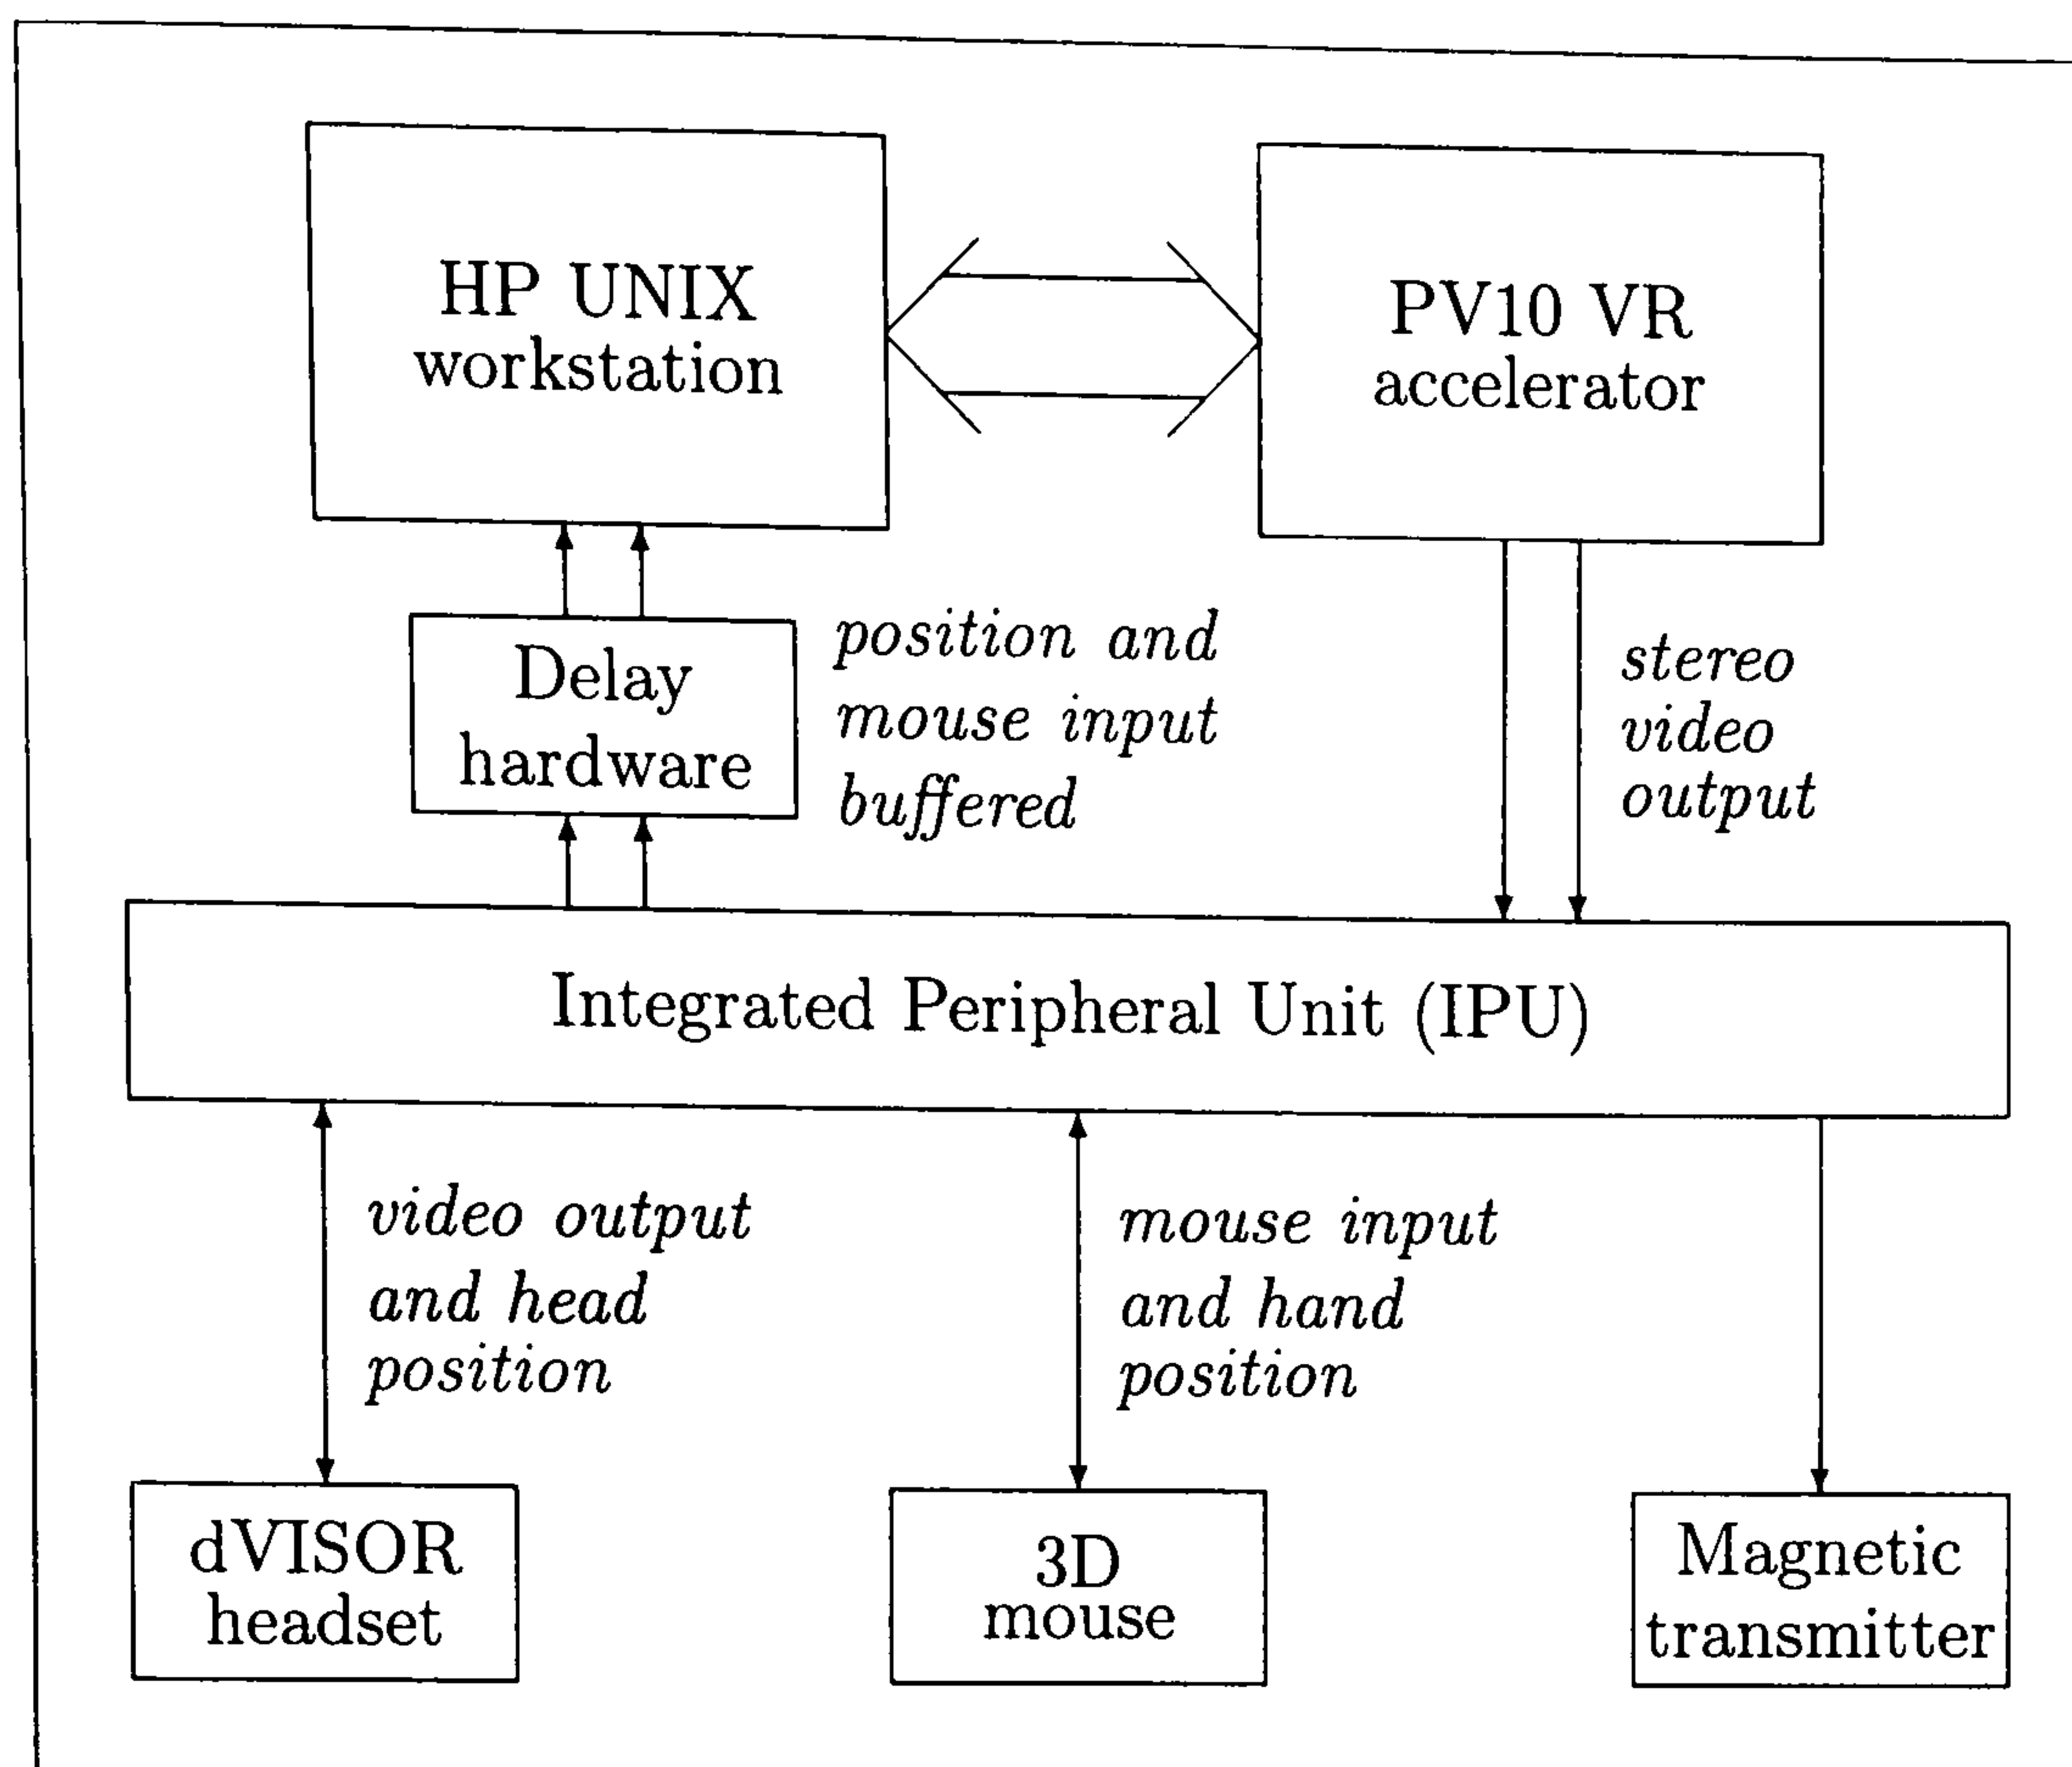 HP UNIX
workstation
PV10 VR
accelerator
Delay
hardware
position and
mouse input
buffered
stereo
video
output
Integrated Peripheral Unit (IPU)
video output
and head
position
mouse input
and hand
position
dVISOR
headset
3D
mouse
Magnetic
transmitter